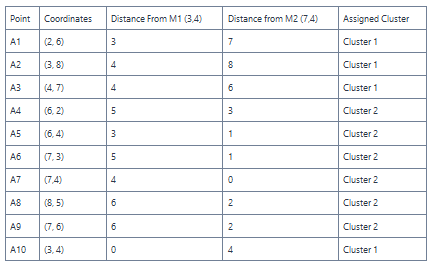 Point Coordinates Distance From M1 (3,4) Distance from M2 (7,4) Assigned Cluster
A1 (2, 6) 3 7 Cluster 1
A2 (3, 8) 4 8 Cluster 1
A3 (4, 7) 4 6 Cluster 1
A4 (6, 2) 5 3 Cluster 2
A5 (6, 4) 3 1 Cluster 2
A6 (7, 3) 5 1 Cluster 2
A7 (7,4) 4 0 Cluster 2
A8 (8, 5) 6 2 Cluster 2
A9 (7, 6) 6 2 Cluster 2
A10 (3, 4) 0 4 Cluster 1